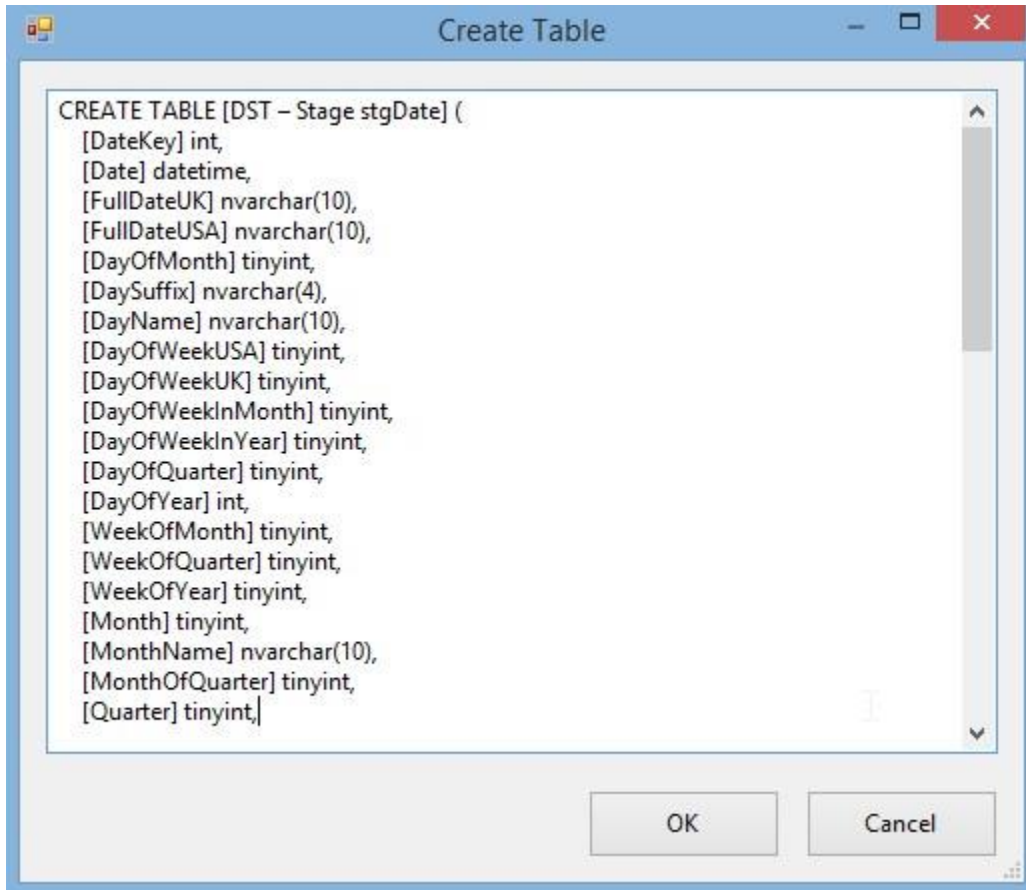 Create Table
CREATE TABLE [DST – Stage stgDate] (
[DateKey] int,
[Date] datetime,
[FullDateUK] nvarchar(10),
[FullDateUSA] nvarchar(10),
[DayOfMonth] tinyint,
[DaySuffix] nvarchar(4),
[DayName] nvarchar(10),
[DayOfWeekUSA] tinyint,
[DayOfWeekUK] tinyint,
[DayOfWeekInMonth] tinyint,
[DayOfWeekInYear] tinyint,
[DayOfQuarter] tinyint,
[DayOfYear] int,
[WeekOfMonth] tinyint,
[WeekOfQuarter] tinyint,
[WeekOfYear] tinyint,
[Month] tinyint,
[MonthName] nvarchar(10),
[MonthOfQuarter] tinyint,
[Quarter] tinyint,
OK Cancel